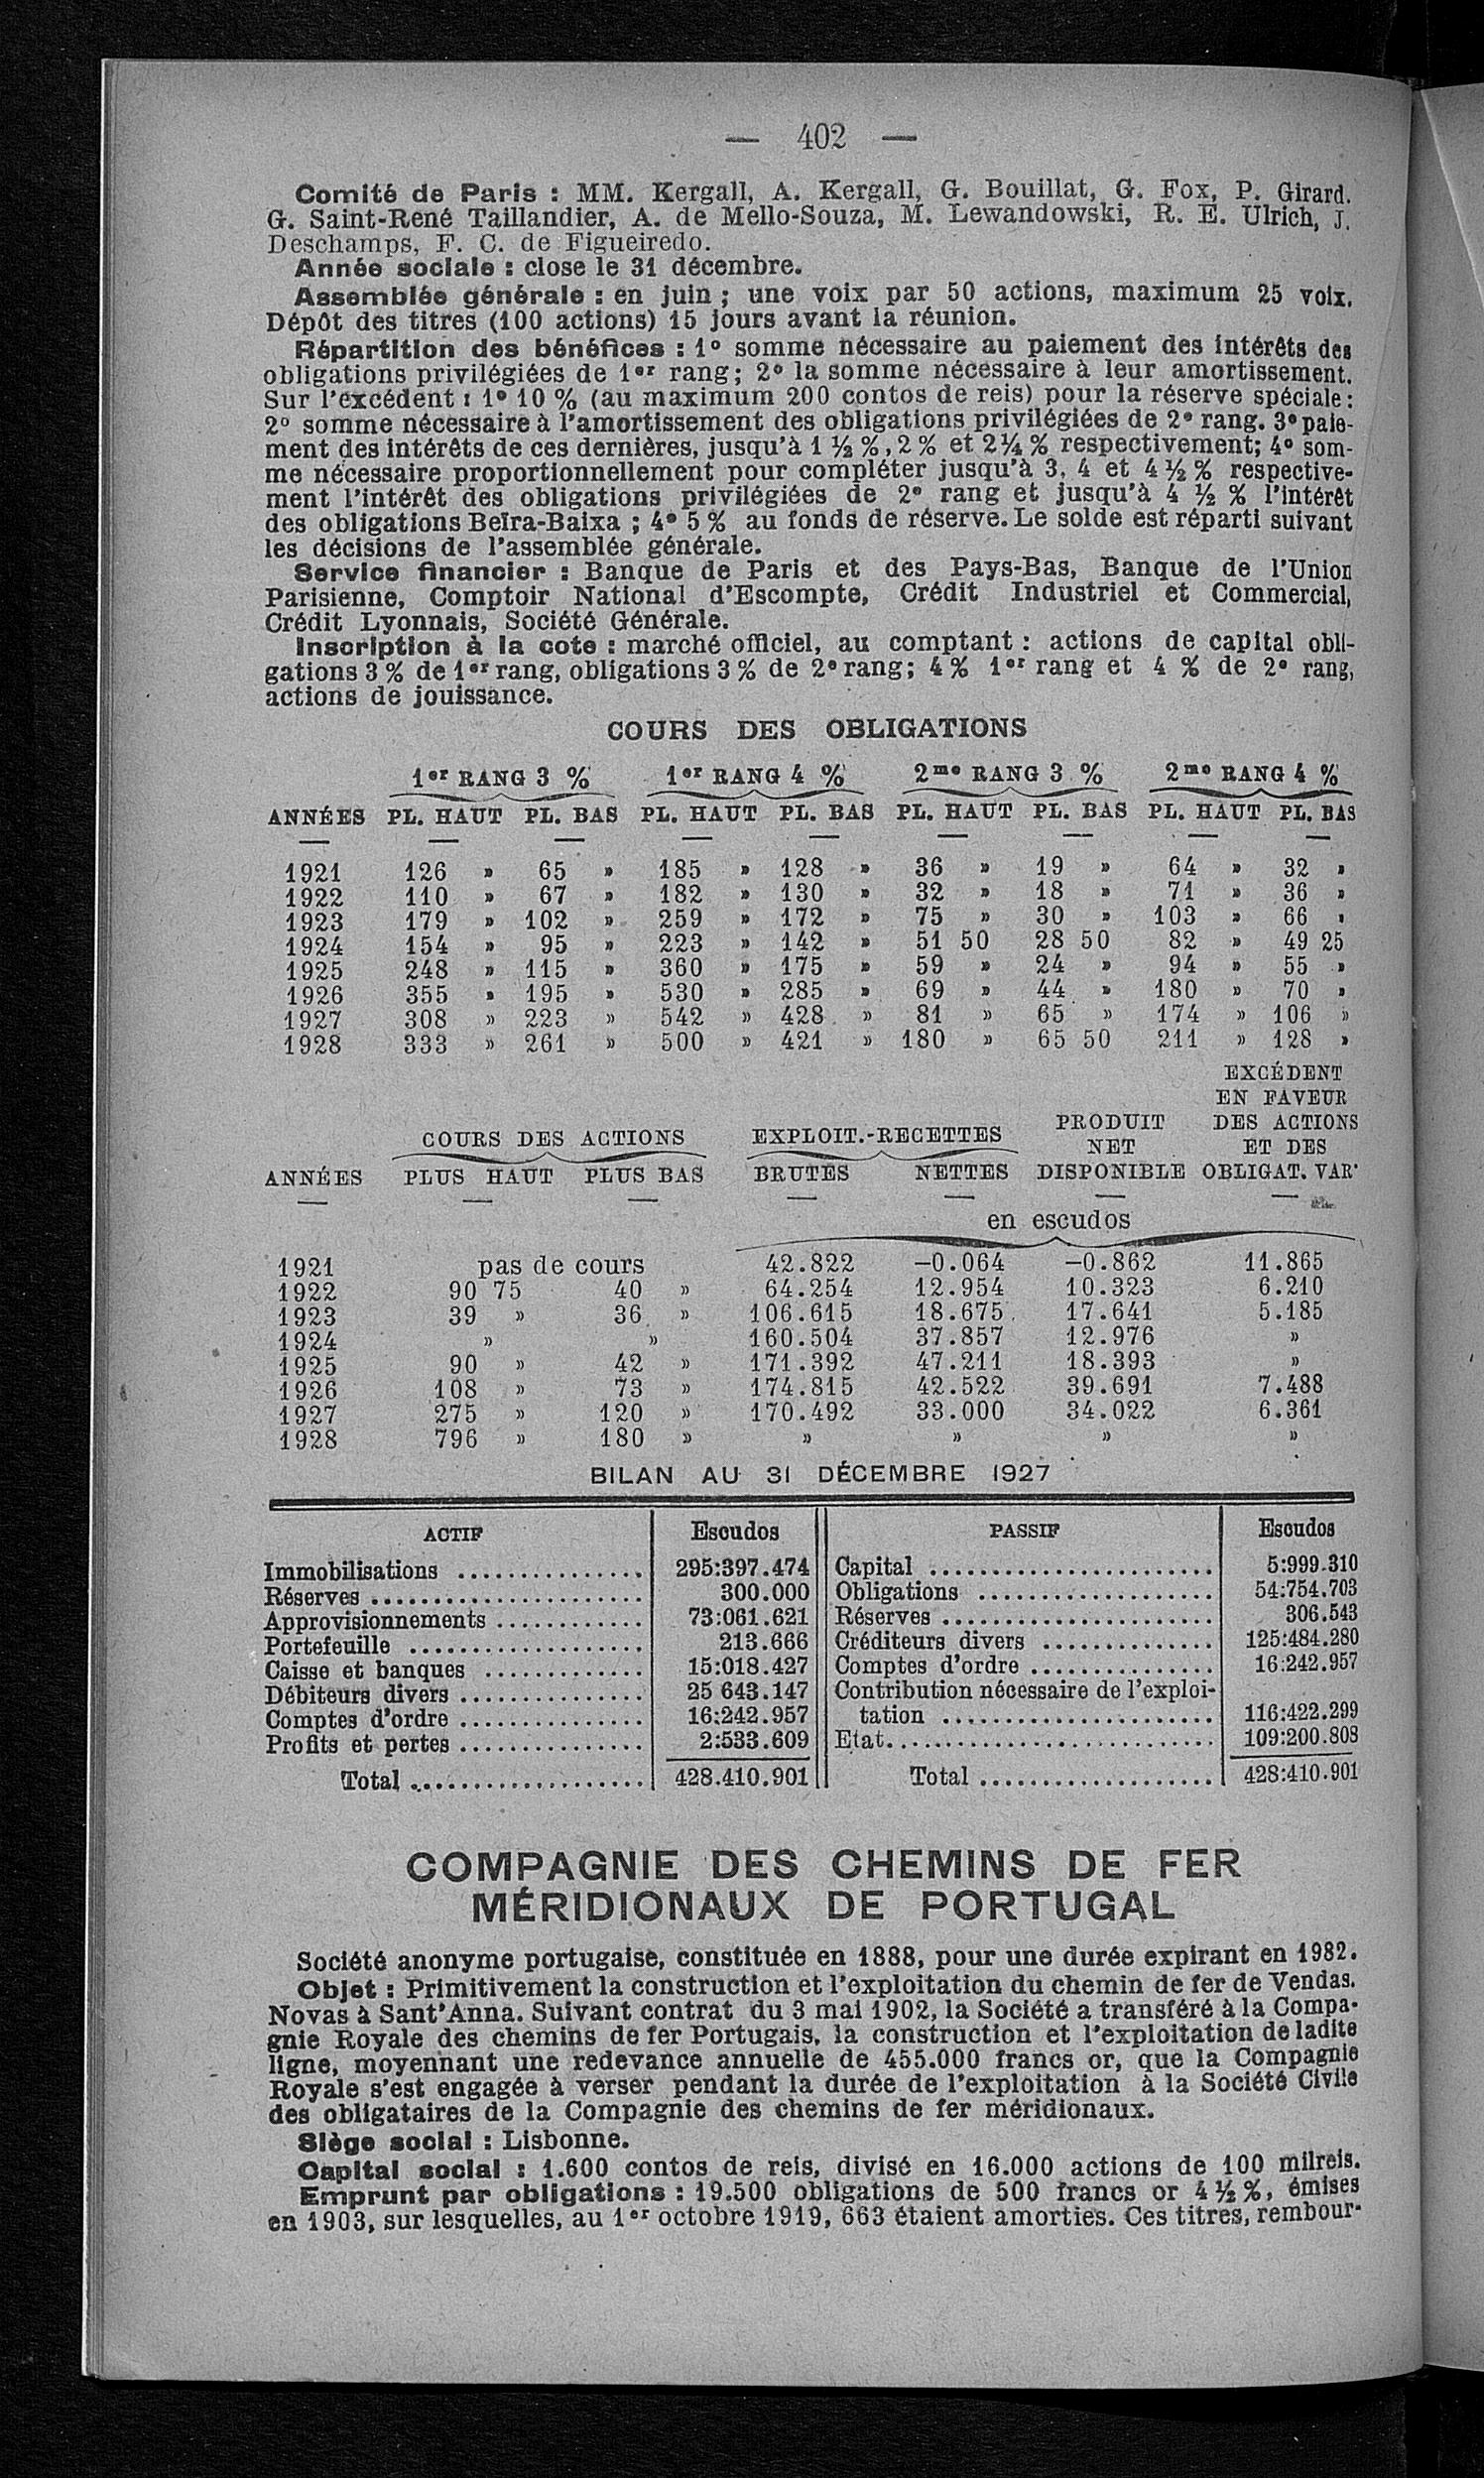 — 402 —
Comité de Paris : MM. Kergall, A. Kergall, G. Bouillat, G. Fox, P. Girard.
G. Saint-René Taillandier, A. de Mello-Souza, M. Lewandowski, R. E. Ulrich, J.
Deschamps, F. C. de Figueiredo.
Année sociale : close le 31 décembre.
Assemblée générale : en juin ; une voix par 50 actions, maximum 25 voix.
Dépôt des titres (100 actions) 15 jours avant la réunion.
Répartition des bénéfices : 1° somme nécessaire au paiement des intérêts des
obligations privilégiées de 1er rang ; 2° la somme nécessaire à leur amortissement.
Sur l'excédent : 1° 10 % (au maximum 200 contos de reis) pour la réserve spéciale :
2° somme nécessaire à l'amortissement des obligations privilégiées de 2e rang. 3° paie-
ment des intérêts de ces dernières, jusqu'à 1 ½ %, 2 % et 2 ¼ % respectivement; 4° som-
me nécessaire proportionnellement pour compléter jusqu'à 3, 4 et 4 ½ % respective-
ment l'intérêt des obligations privilégiées de 2e rang et jusqu'à 4 ½ % l'intérêt
des obligations Beïra-Baixa ; 4° 5 % au fonds de réserve. Le solde est réparti suivant
les décisions de l'assemblée générale.
Service financier : Banque de Paris et des Pays-Bas, Banque de l'Union
Parisienne, Comptoir National d'Escompte, Crédit Industriel et Commercial,
Crédit Lyonnais, Société Générale.
Inscription à la cote : marché officiel, au comptant : actions de capital obli-
gations 3 % de 1er rang, obligations 3 % de 2e rang; 4 % 1er rang et 4 % de 2e rang,
actions de jouissance.
COURS DES OBLIGATIONS
1er RANG 3 % 1er RANG 4 % 2me RANG 3 % 2me RANG 4 %
ANNÉES PL. HAUT PL. BAS PL. HAUT PL. BAS PL. HAUT PL. BAS PL. HAUT PL. BAS
1921 126 » 65 » 185 » 128 » 36 » 19 » 64 » 32 »
1922 110 » 67 » 182 » 130 » 32 » 18 » 71 » 36 »
1923 179 » 102 » 259 » 172 » 75 » 30 » 103 » 66 »
1924 154 » 95 » 223 » 142 » 51 50 28 50 82 » 49 25
1925 248 » 115 » 360 » 175 » 59 » 24 » 94 » 55 »
1926 355 » 195 » 530 » 285 » 69 » 44 » 180 » 70 »
1927 308 » 223 » 542 » 428 » 81 » 65 » 174 » 106 »
1928 333 » 261 » 500 » 421 » 180 » 65 50 211 » 128 »
EXCÉDENT
EN FAVEUR
PRODUIT DES ACTIONS
COURS DES ACTIONS EXPLOIT.-RECETTES NET ET DES
ANNÉES PLUS HAUT PLUS BAS BRUTES NETTES DISPONIBLE OBLIGAT. VARˢ
en escudos
1921 pas de cours 42.822 —0.064 —0.862 11.865
1922 90 75 40 » 64.254 12.954 10.323 6.210
1923 39 » 36 » 106.615 18.675 17.641 5.185
1924 » » 160.504 37.857 12.976 »
1925 90 » 42 » 171.392 47.211 18.393 »
1926 108 » 73 » 174.815 42.522 39.691 7.488
1927 275 » 120 » 170.492 33.000 34.022 6.361
1928 796 » 180 » » » » »
BILAN AU 31 DÉCEMBRE 1927
ACTIF Escudos PASSIF Escudos
Immobilisations ............... 295:397.474 Capital ....................... 5:999.310
Réserves ...................... 300.000 Obligations ................... 54:754.703
Approvisionnements ............ 73:061.621 Réserves ...................... 306.543
Portefeuille ................... 213.666 Créditeurs divers .............. 125:484.280
Caisse et banques ............. 15:018.427 Comptes d'ordre ............... 16:242.957
Débiteurs divers ............... 25 643.147 Contribution nécessaire de l'exploi-
Comptes d'ordre ............... 16:242.957 tation ...................... 116:422.299
Profits et pertes ............... 2:533.609 Etat........................... 109:200.808
Total .................... 428.410.901 Total ................... 428:410.901
COMPAGNIE DES CHEMINS DE FER
MÉRIDIONAUX DE PORTUGAL
Société anonyme portugaise, constituée en 1888, pour une durée expirant en 1982.
Objet : Primitivement la construction et l'exploitation du chemin de fer de Vendas.
Novas à Sant'Anna. Suivant contrat du 3 mai 1902, la Société a transféré à la Compa-
gnie Royale des chemins de fer Portugais, la construction et l'exploitation de ladite
ligne, moyennant une redevance annuelle de 455.000 francs or, que la Compagnie
Royale s'est engagée à verser pendant la durée de l'exploitation à la Société Civile
des obligataires de la Compagnie des chemins de fer méridionaux.
Siège social : Lisbonne.
Capital social : 1.600 contos de reis, divisé en 16.000 actions de 100 milreis.
Emprunt par obligations : 19.500 obligations de 500 francs or 4 ½ %, émises
en 1903, sur lesquelles, au 1er octobre 1919, 663 étaient amorties. Ces titres, rembour-